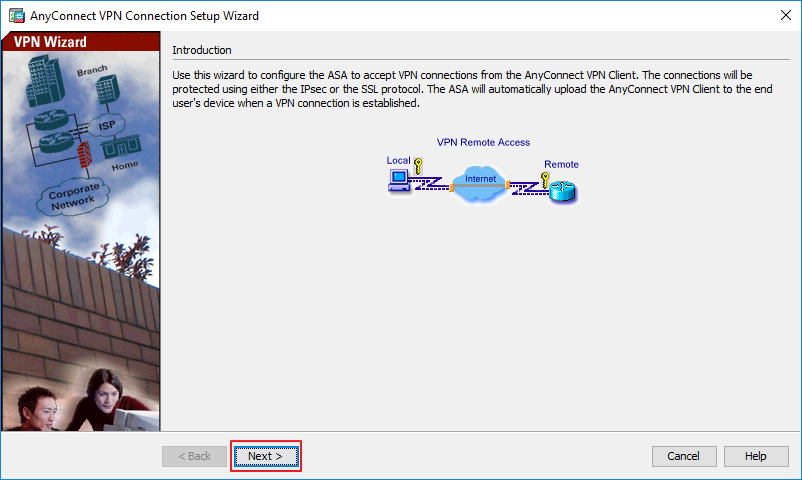 AnyConnect VPN Connection Setup Wizard
VPN Wizard
Branch
ISP
Home
Corporate
Network
Introduction
Use this wizard to configure the ASA to accept VPN connections from the AnyConnect VPN Client. The connections will be
protected using either the IPsec or the SSL protocol. The ASA will automatically upload the AnyConnect VPN Client to the end
user's device when a VPN connection is established.
VPN Remote Access
Local
Internet
Remote
< Back
Next >
Cancel
Help